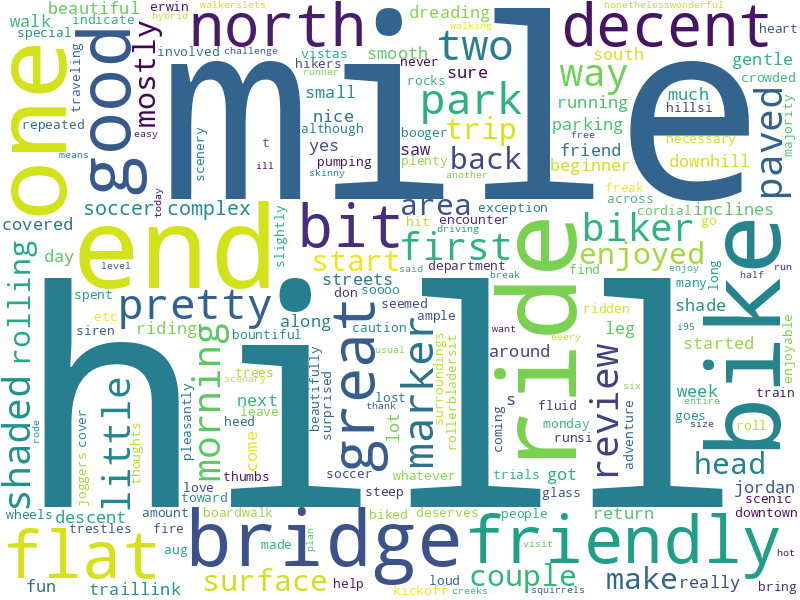 mile
hill
ride
bike
end
one
good
north
decent
bridge
flat
friendly
great
pretty
bit
two
park
way
first
biker
enjoyed
little
morning
marker
shaded
rolling
mostly
paved
review
head
couple
make
surface
start
area
back
trip
walk
beautiful
indicate
special
traveling
erwin
involved
hybrid
walkerslets
challenge
runner
vistas
hikers
dreading
smooth
walking
never
sure
rocks
small
nice
although
yes
t
ill
scenery
easy
means
repeated
today
pumping
skinny
booger
saw
plenty
another
free
nonethelesswonderful
heart
south
gentle
crowded
much
hillsi
running
parking
friend
beginner
necessary
downhill
majority
freak
across
cordial
inclines
go
soccer
complex
covered
day
level
slightly
exception
encounter
hit
driving
said
department
break
streets
don
soooo
seemed
ample
caution
along
bountiful
riding
siren
spent
etc
trees
scenary
usual
lost
thank
beautifully
surprised
surroundings
rollerbladersit
leg
around
want
every
find
ridden
shade
many
long
started
i95
half
run
enjoy
enjoyable
week
goes
entire
size
train
six
fluid
s
monday
coming
runsi
adventure
roll
jordan
scenic
downtown
hot
bring
really
trials
got
glass
people
return
deserves
whatever
steep
lot
soccer
next
leave
heed
come
thumbs
love
toward
pleasantly
joggers
cover
thoughts
rode
wheels
descent
trestles
amount
boardwalk
fire
aug
fun
traillink
made
plan
help
biked
loud
kickoff
creeks
squirrels
visit